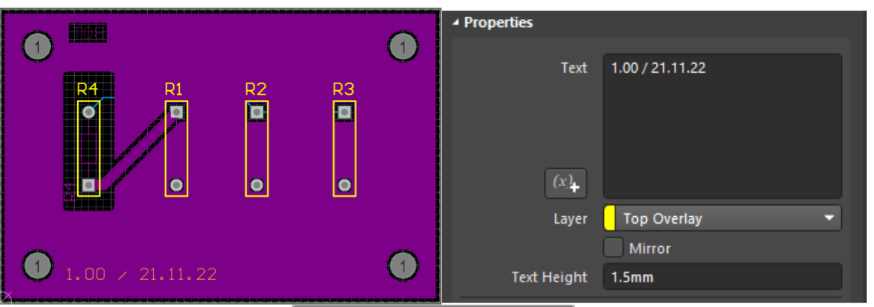 Properties
1
1
Text
1.00 / 21.11.22
R4
R1
R2
R3
(x)
Layer
Top Overlay
Mirror
1
1
1.00 / 21.11.22
Text Height
1.5mm